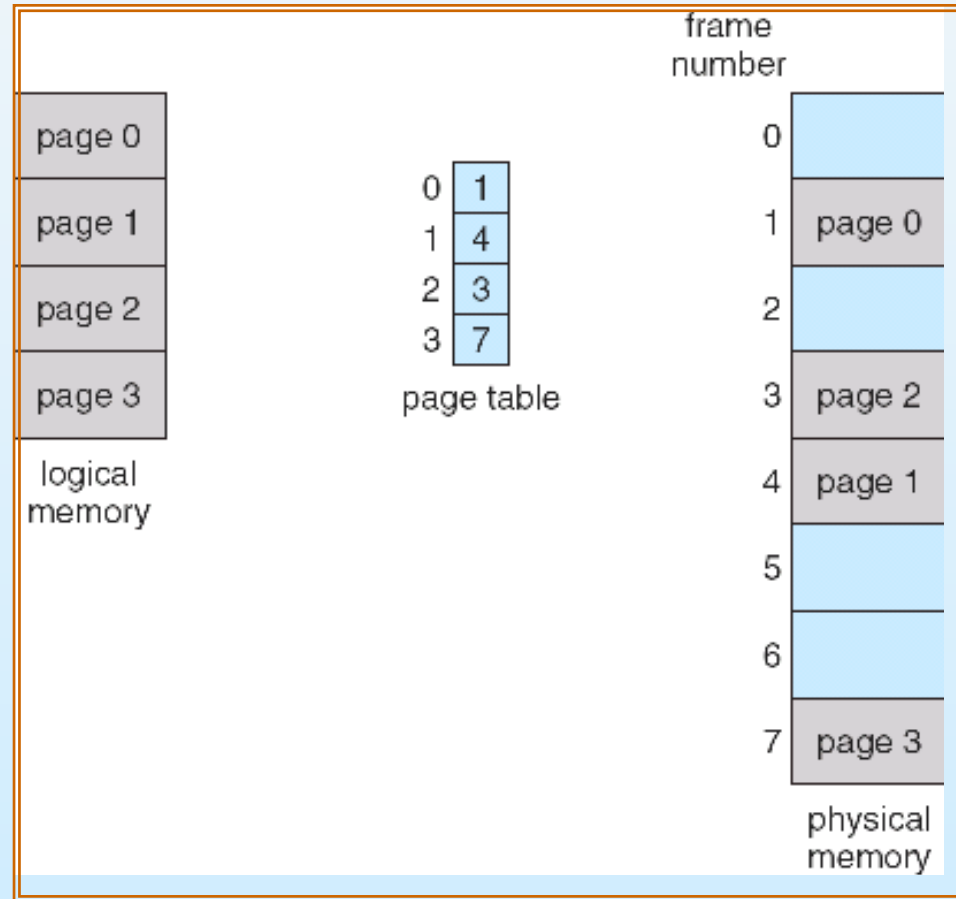 frame
number
page 0
page 1
page 2
page 3
logical
memory
0 1
1 4
2 3
3 7
page table
0
1 page 0
2
3 page 2
4 page 1
5
6
7 page 3
physical
memory